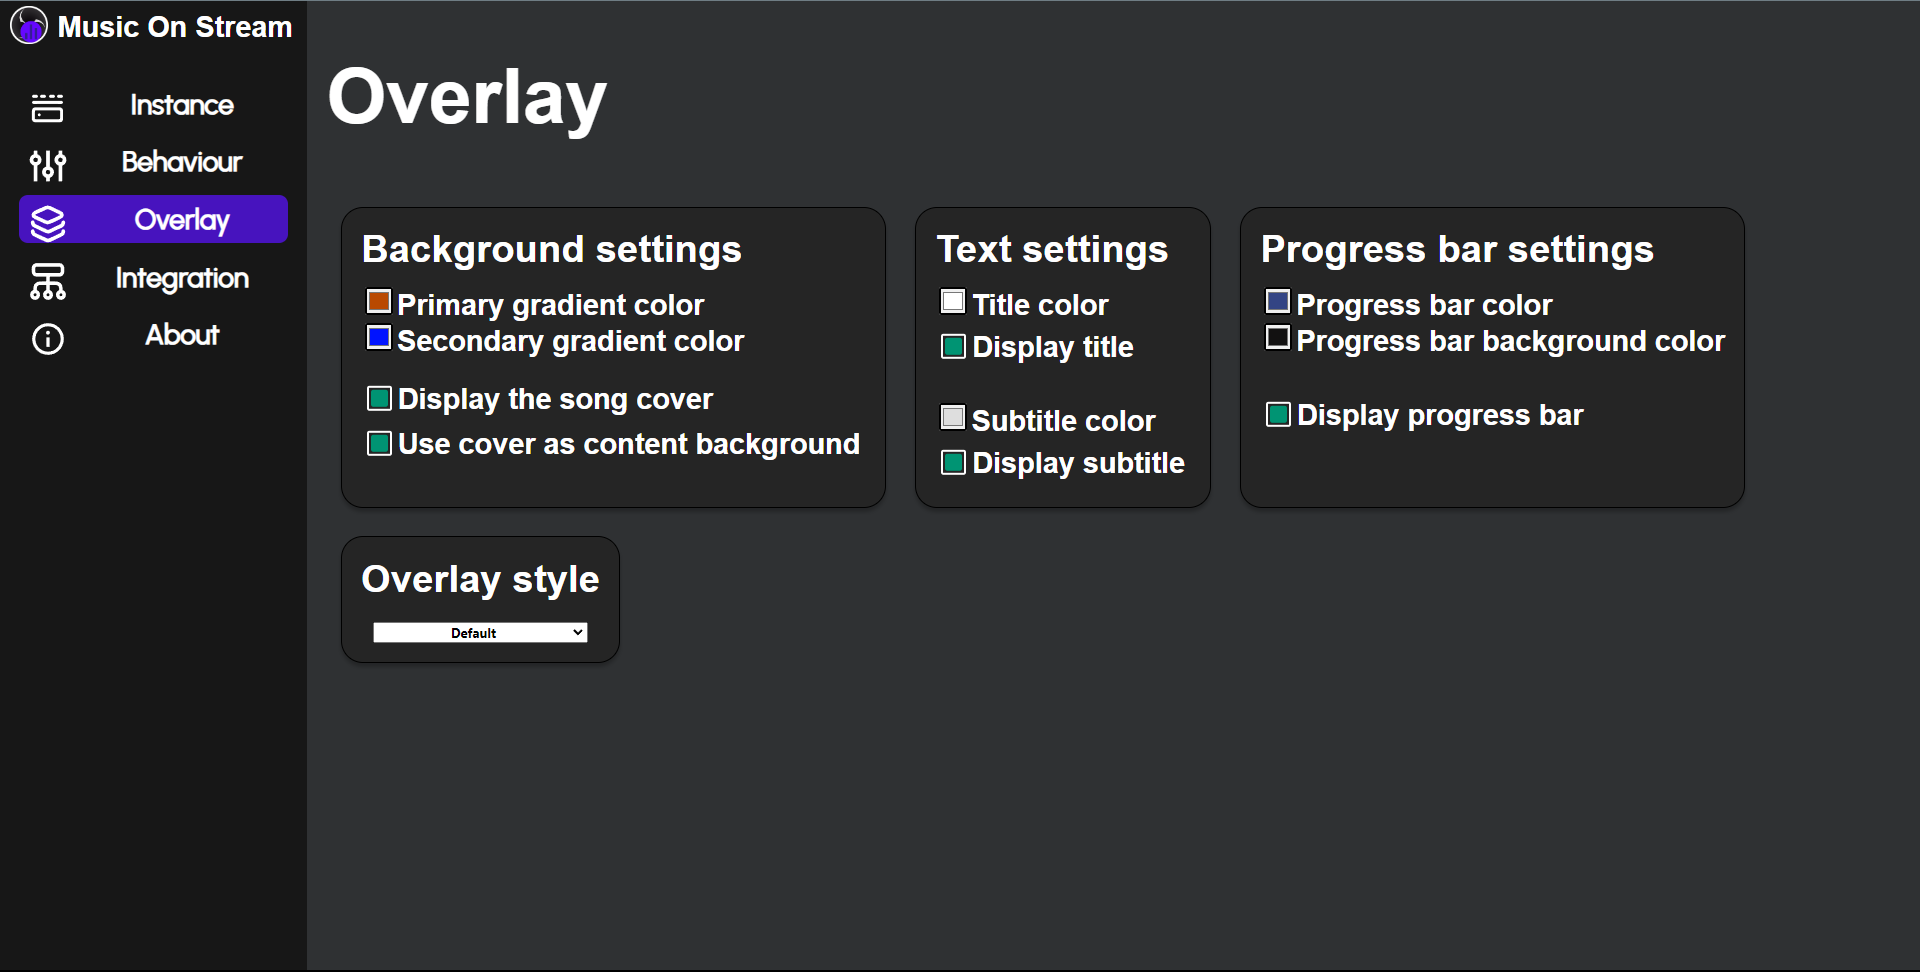 Music On Stream
Instance
Behaviour
Overlay
Integration
About
Overlay
Background settings
Primary gradient color
Secondary gradient color
Display the song cover
Use cover as content background
Text settings
Title color
Display title
Subtitle color
Display subtitle
Progress bar settings
Progress bar color
Progress bar background color
Display progress bar
Overlay style
Default